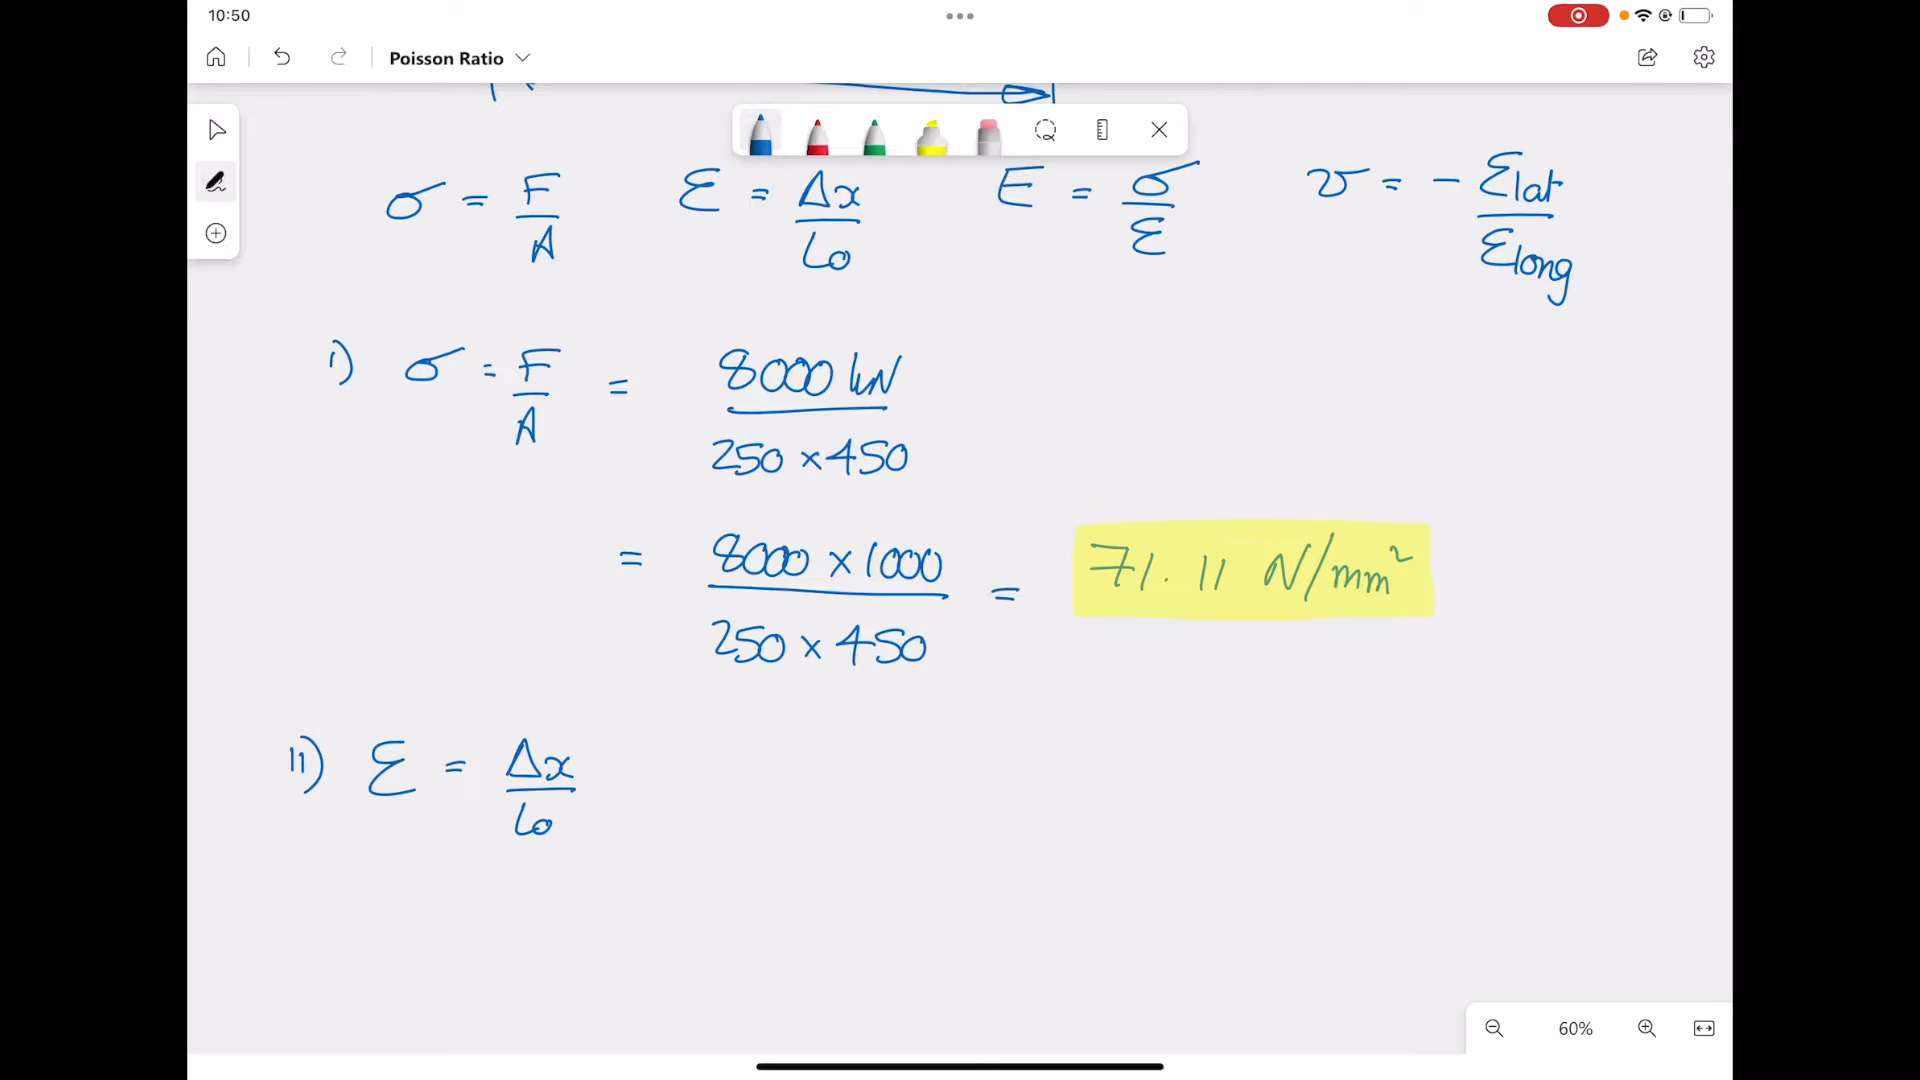 10:50
Poisson Ratio
σ = F/A ε = Δx/Lo E = σ/ε ν = - εlat/εlong
i) σ = F/A = 8000 kN / 250 × 450
= 8000 × 1000 / 250 × 450 = 71.11 N/mm²
ii) ε = Δx/Lo
60%